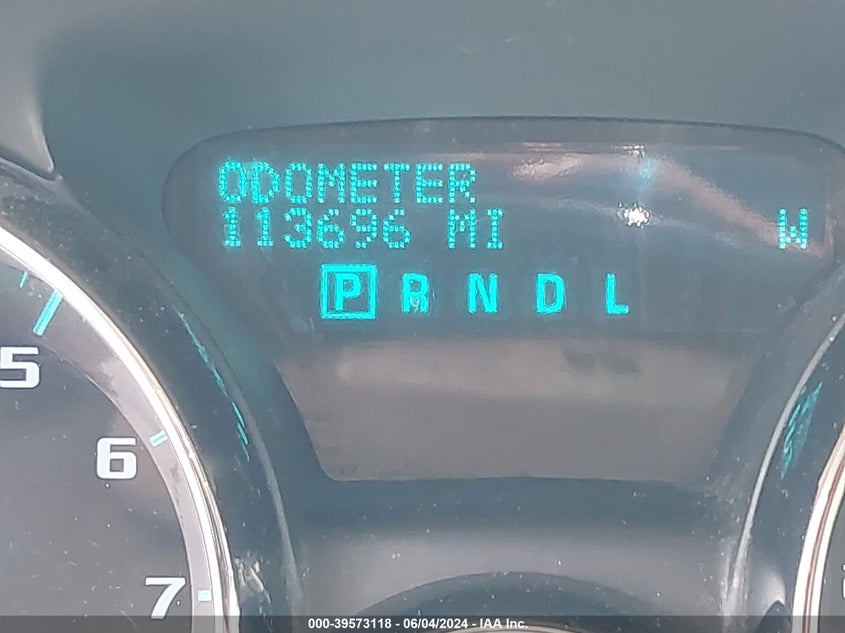 ODOMETER
113696 MI W
P R N D L
5
6
7
000-39573118 - 06/04/2024 - IAA Inc.